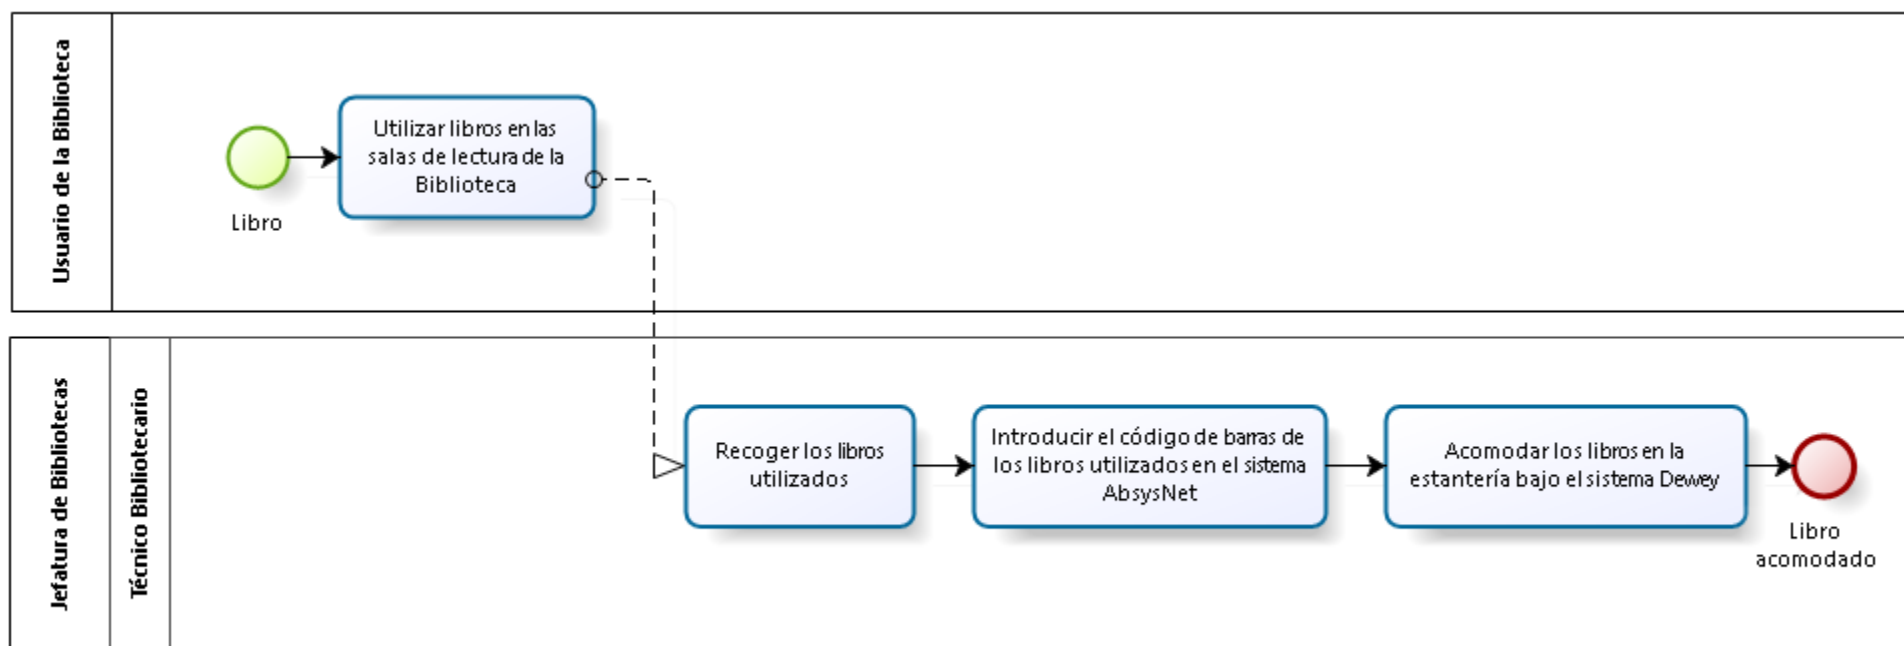 Usuario de la Biblioteca
Utilizar libros en las
salas de lectura de la
Biblioteca
Libro
Jefatura de Bibliotecas
Técnico Bibliotecario
Recoger los libros
utilizados
Introducir el código de barras de
los libros utilizados en el sistema
AbsysNet
Acomodar los libros en la
estantería bajo el sistema Dewey
Libro
acomodado